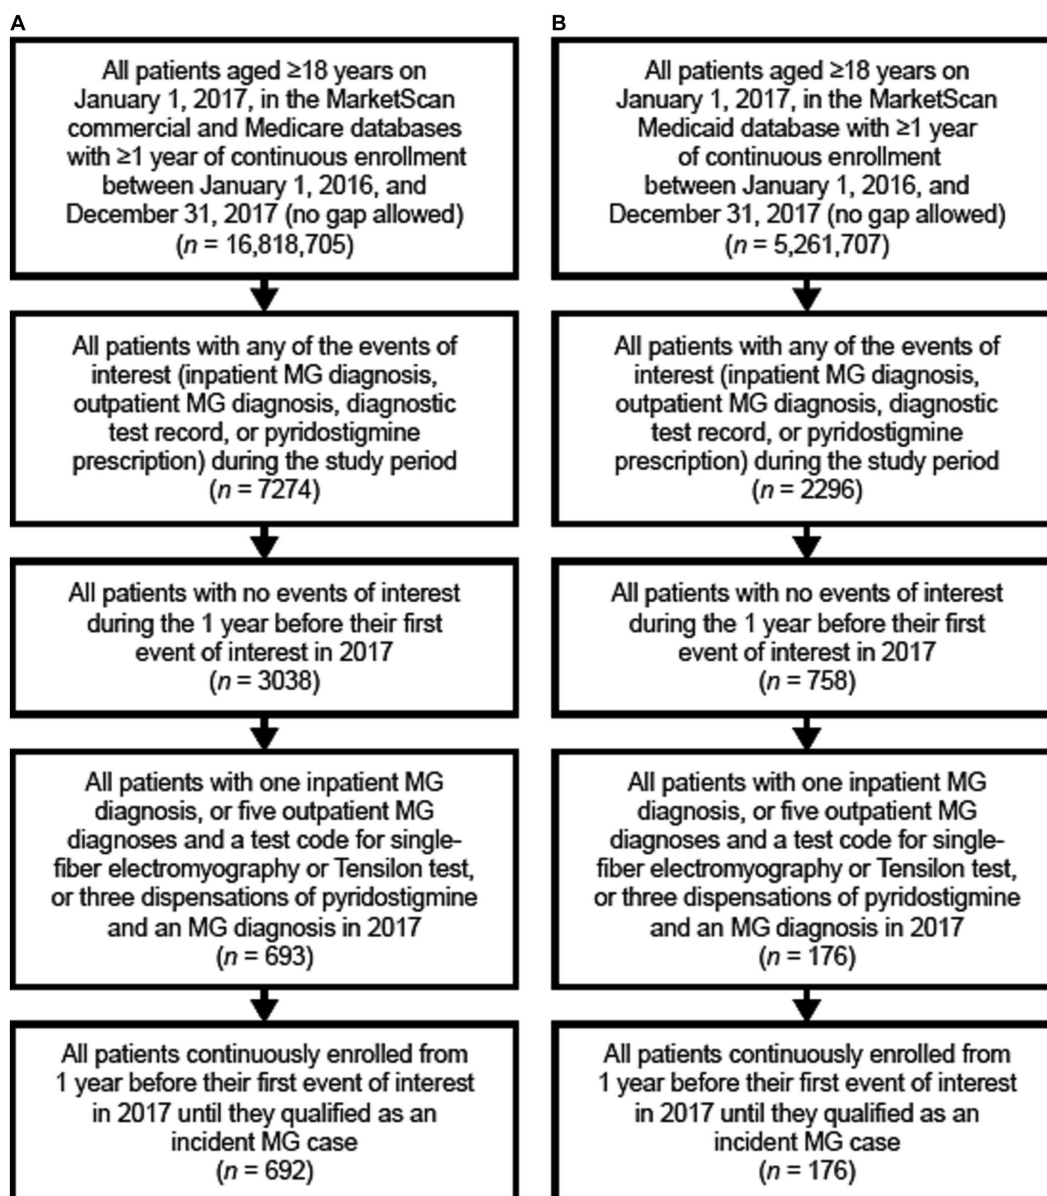 A
All patients aged ≥18 years on
January 1, 2017, in the MarketScan
commercial and Medicare databases
with ≥1 year of continuous enrollment
between January 1, 2016, and
December 31, 2017 (no gap allowed)
(n = 16,818,705)
All patients with any of the events of
interest (inpatient MG diagnosis,
outpatient MG diagnosis, diagnostic
test record, or pyridostigmine
prescription) during the study period
(n = 7274)
All patients with no events of interest
during the 1 year before their first
event of interest in 2017
(n = 3038)
All patients with one inpatient MG
diagnosis, or five outpatient MG
diagnoses and a test code for single-
fiber electromyography or Tensilon test,
or three dispensations of pyridostigmine
and an MG diagnosis in 2017
(n = 693)
All patients continuously enrolled from
1 year before their first event of interest
in 2017 until they qualified as an
incident MG case
(n = 692)
B
All patients aged ≥18 years on
January 1, 2017, in the MarketScan
Medicaid database with ≥1 year
of continuous enrollment
between January 1, 2016, and
December 31, 2017 (no gap allowed)
(n = 5,261,707)
All patients with any of the events of
interest (inpatient MG diagnosis,
outpatient MG diagnosis, diagnostic
test record, or pyridostigmine
prescription) during the study period
(n = 2296)
All patients with no events of interest
during the 1 year before their first
event of interest in 2017
(n = 758)
All patients with one inpatient MG
diagnosis, or five outpatient MG
diagnoses and a test code for single-
fiber electromyography or Tensilon test,
or three dispensations of pyridostigmine
and an MG diagnosis in 2017
(n = 176)
All patients continuously enrolled from
1 year before their first event of interest
in 2017 until they qualified as an
incident MG case
(n = 176)